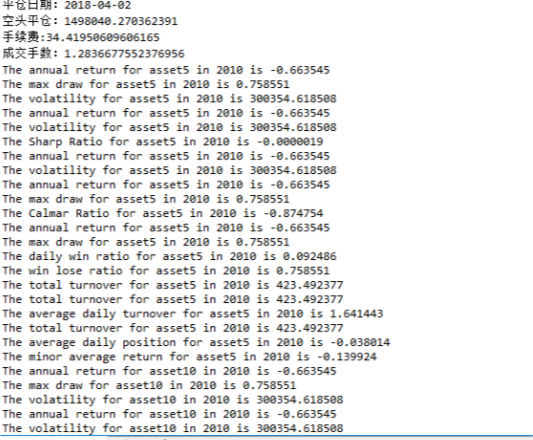 平仓日期: 2018-04-02
空头平仓: 1498040.270362391
手续费:34.41950609606165
成交手数: 1.2836677552376956
The annual return for asset5 in 2010 is -0.663545
The max draw for asset5 in 2010 is 0.758551
The volatility for asset5 in 2010 is 300354.618508
The annual return for asset5 in 2010 is -0.663545
The volatility for asset5 in 2010 is 300354.618508
The Sharp Ratio for asset5 in 2010 is -0.0000019
The annual return for asset5 in 2010 is -0.663545
The volatility for asset5 in 2010 is 300354.618508
The annual return for asset5 in 2010 is -0.663545
The max draw for asset5 in 2010 is 0.758551
The Calmar Ratio for asset5 in 2010 is -0.874754
The annual return for asset5 in 2010 is -0.663545
The max draw for asset5 in 2010 is 0.758551
The daily win ratio for asset5 in 2010 is 0.092486
The win lose ratio for asset5 in 2010 is 0.758551
The total turnover for asset5 in 2010 is 423.492377
The total turnover for asset5 in 2010 is 423.492377
The average daily turnover for asset5 in 2010 is 1.641443
The total turnover for asset5 in 2010 is 423.492377
The average daily position for asset5 in 2010 is -0.038014
The minor average return for asset5 in 2010 is -0.139924
The annual return for asset10 in 2010 is -0.663545
The max draw for asset10 in 2010 is 0.758551
The volatility for asset10 in 2010 is 300354.618508
The annual return for asset10 in 2010 is -0.663545
The volatility for asset10 in 2010 is 300354.618508